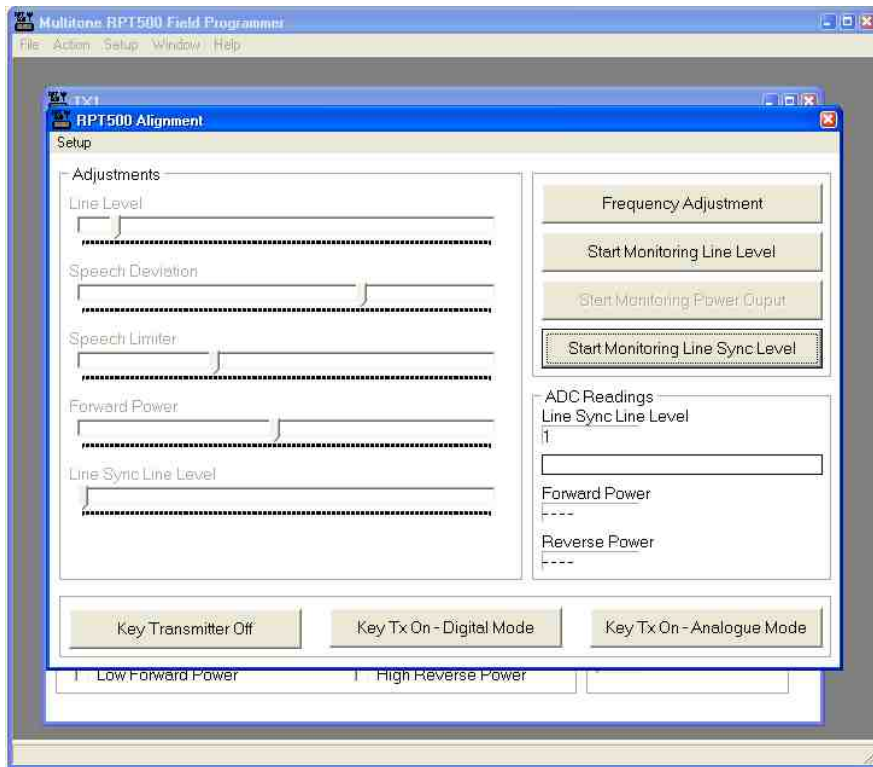 Multitone RPT500 Field Programmer
File Action Setup Window Help
TX1
RPT500 Alignment
Setup
Adjustments
Line Level
Speech Deviation
Speech Limiter
Forward Power
Line Sync Line Level
Frequency Adjustment
Start Monitoring Line Level
Start Monitoring Power Ouput
Start Monitoring Line Sync Level
ADC Readings
Line Sync Line Level
1
Forward Power
----
Reverse Power
----
Key Transmitter Off
Key Tx On - Digital Mode
Key Tx On - Analogue Mode
Low Forward Power
High Reverse Power